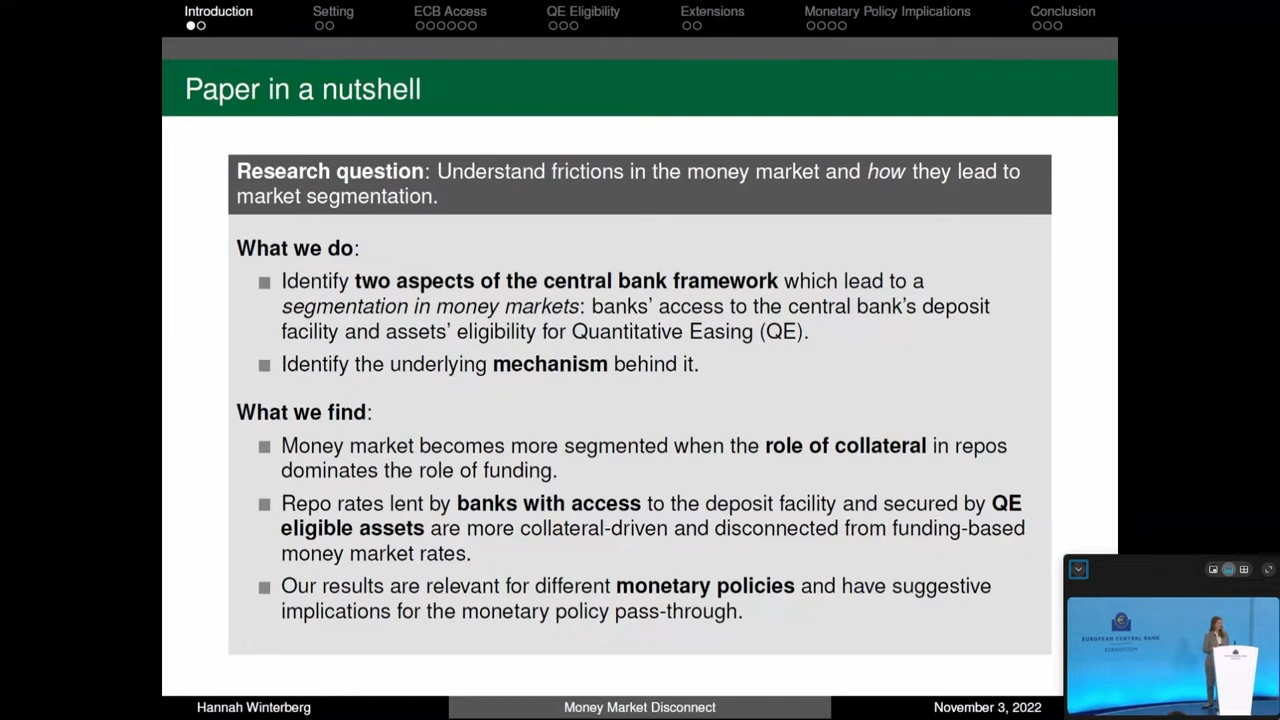 Introduction
Setting
ECB Access
QE Eligibility
Extensions
Monetary Policy Implications
Conclusion
Paper in a nutshell
Research question: Understand frictions in the money market and how they lead to
market segmentation.
What we do:
Identify two aspects of the central bank framework which lead to a
segmentation in money markets: banks' access to the central bank's deposit
facility and assets' eligibility for Quantitative Easing (QE).
Identify the underlying mechanism behind it.
What we find:
Money market becomes more segmented when the role of collateral in repos
dominates the role of funding.
Repo rates lent by banks with access to the deposit facility and secured by QE
eligible assets are more collateral-driven and disconnected from funding-based
money market rates.
Our results are relevant for different monetary policies and have suggestive
implications for the monetary policy pass-through.
EUROPEAN CENTRAL BANK
EUROSYSTEM
Hannah Winterberg
Money Market Disconnect
November 3, 2022